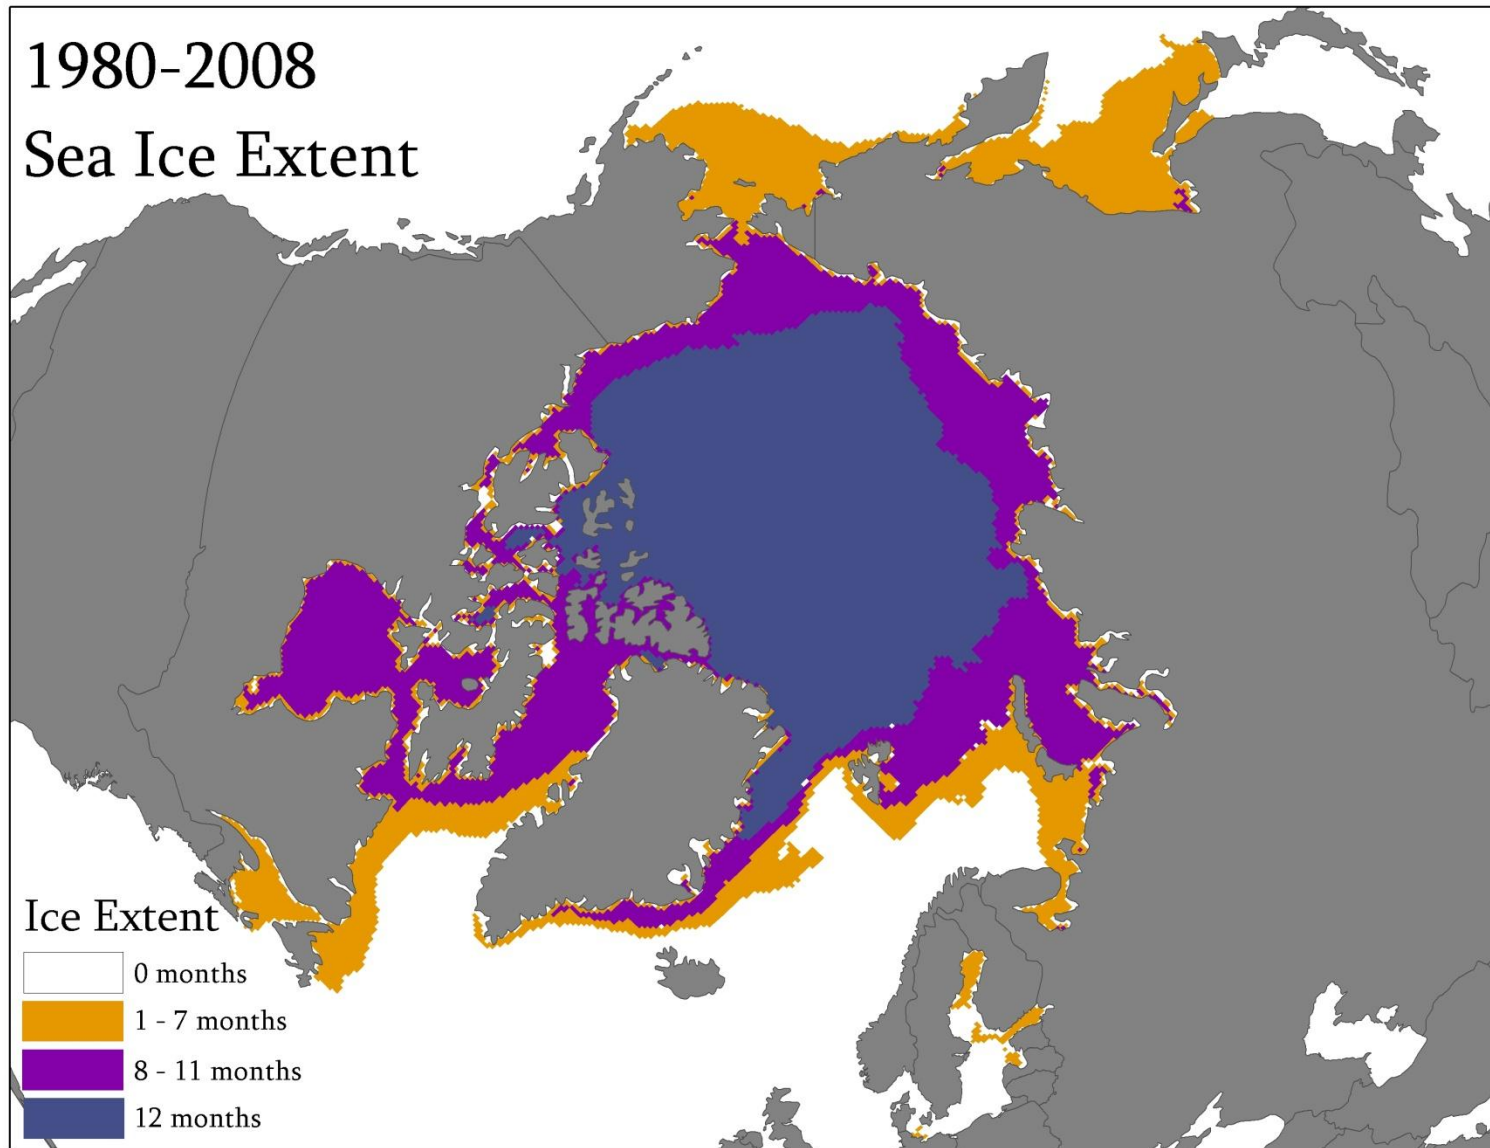 1980-2008
Sea Ice Extent
Ice Extent
0 months
1 - 7 months
8 - 11 months
12 months